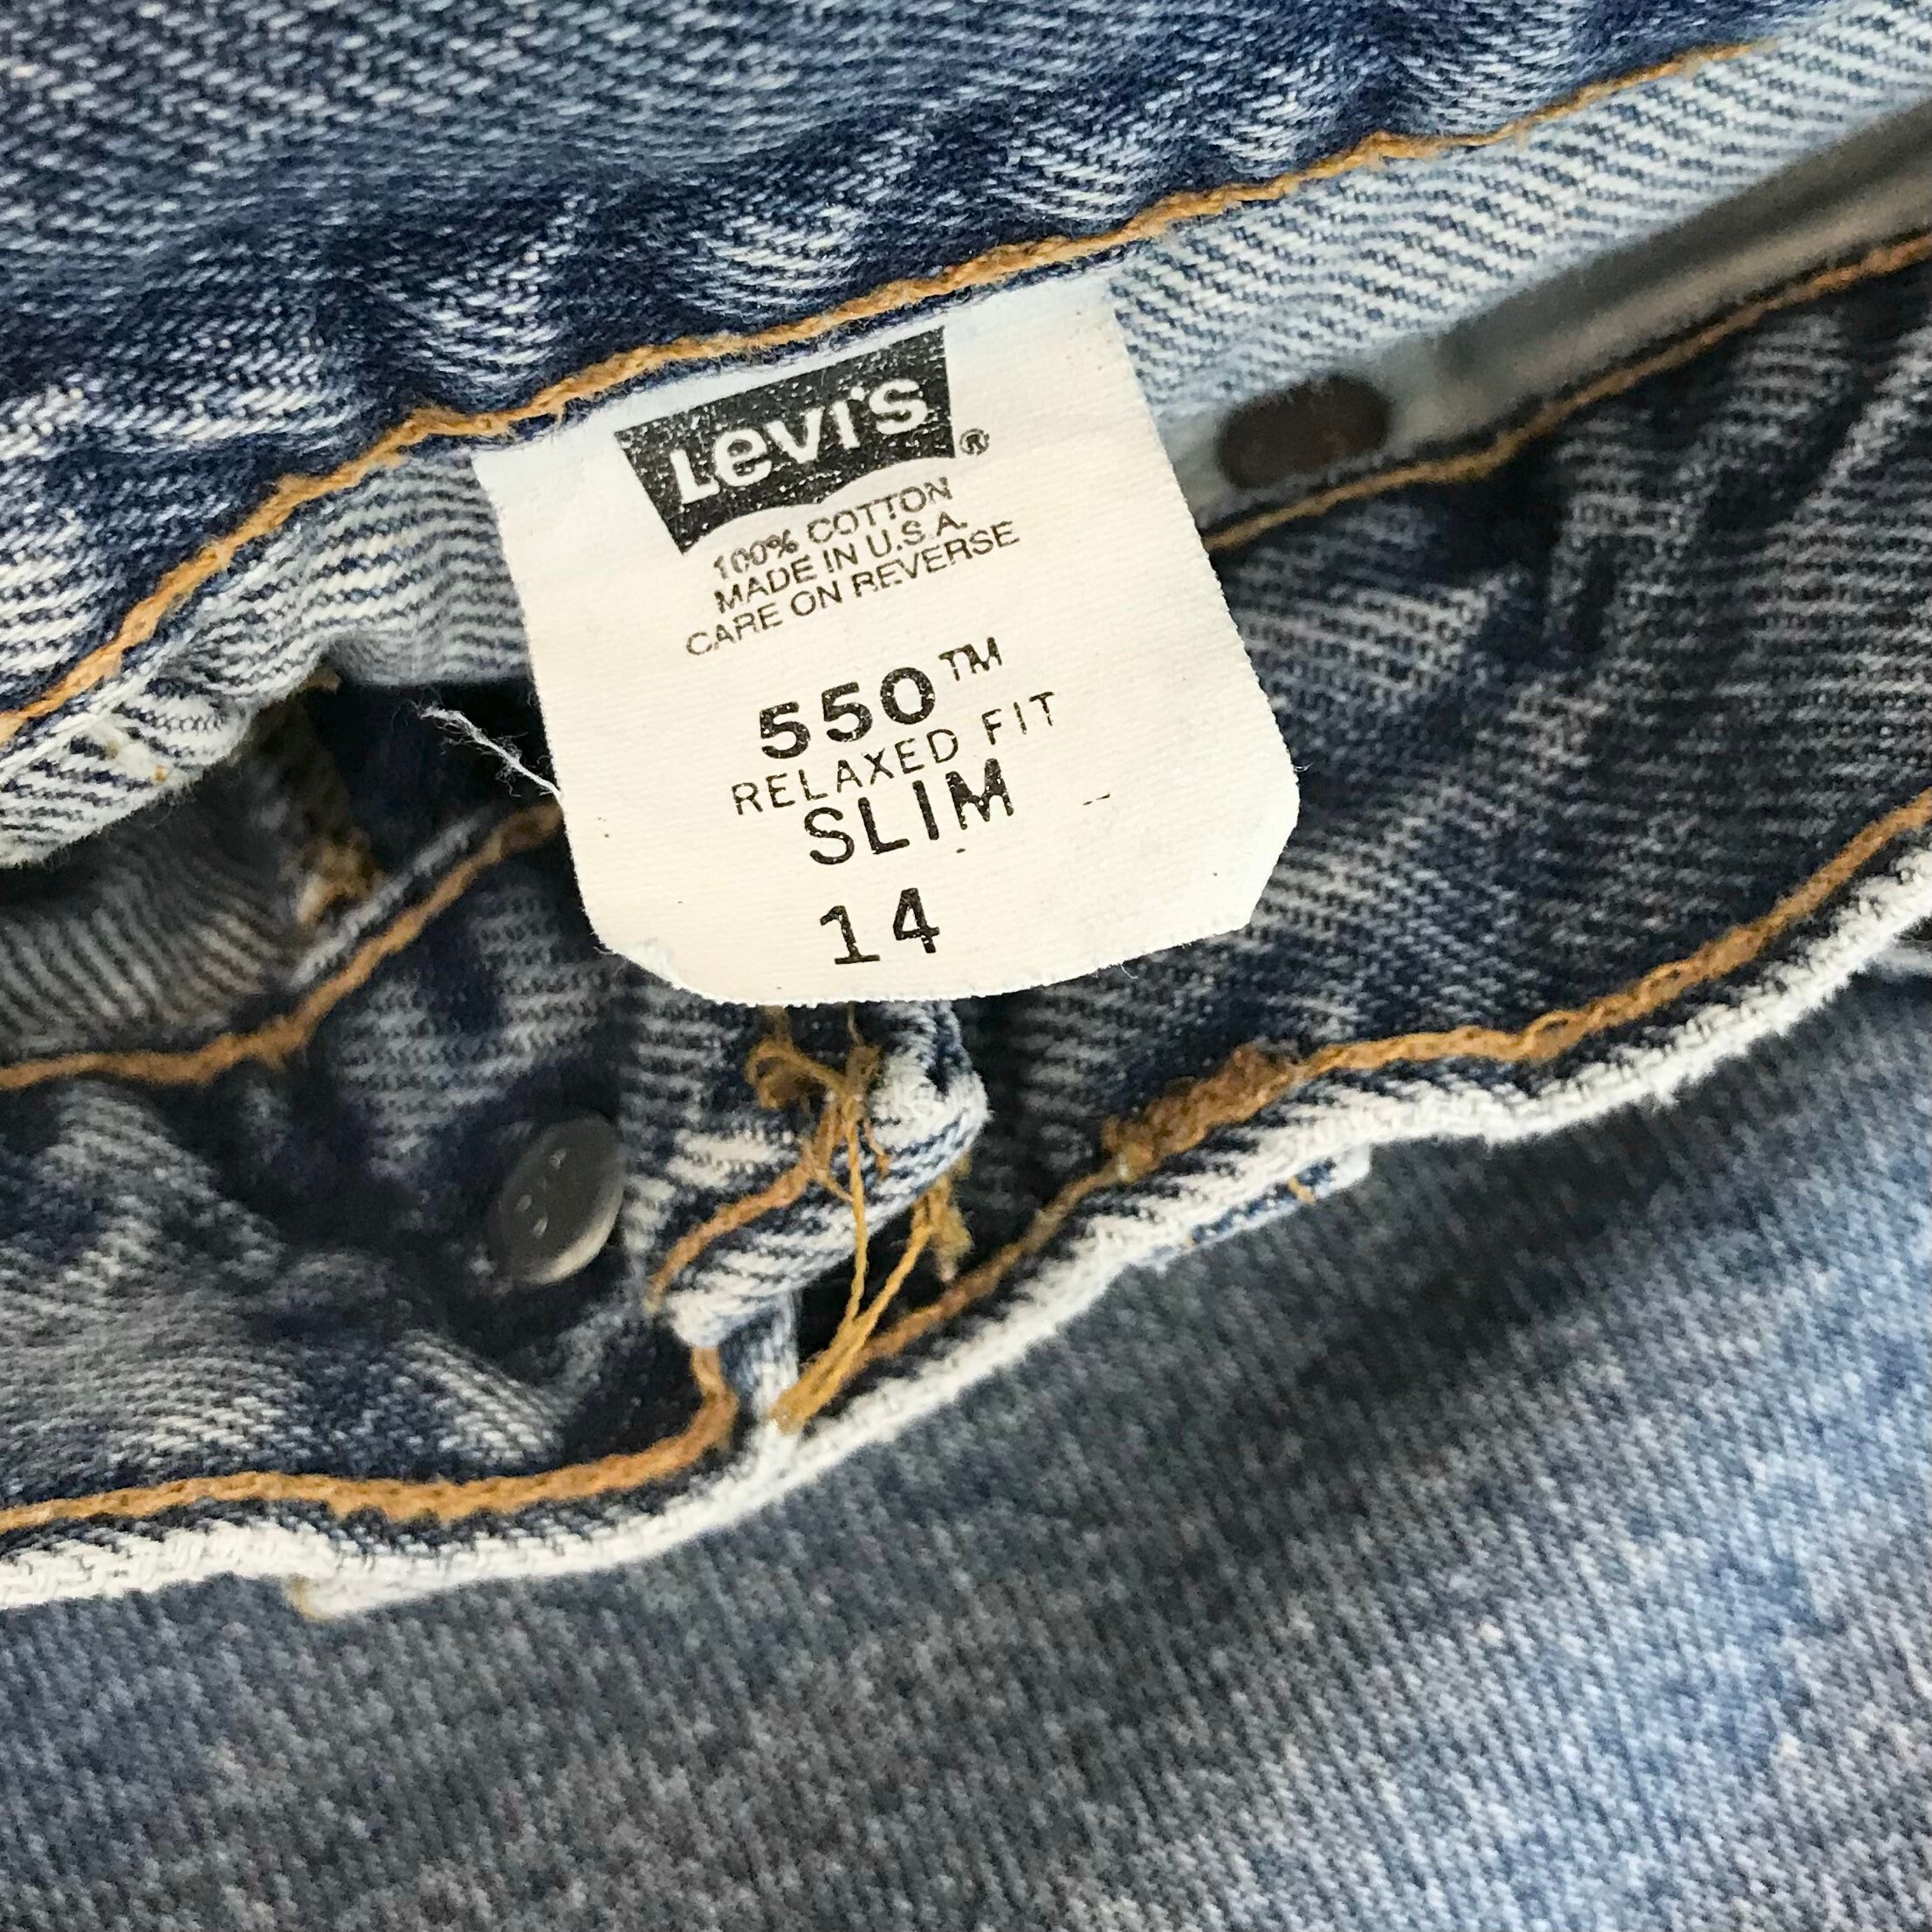 Levi's ®
100% COTTON
MADE IN U.S.A.
CARE ON REVERSE
550™
RELAXED FIT
SLIM
14